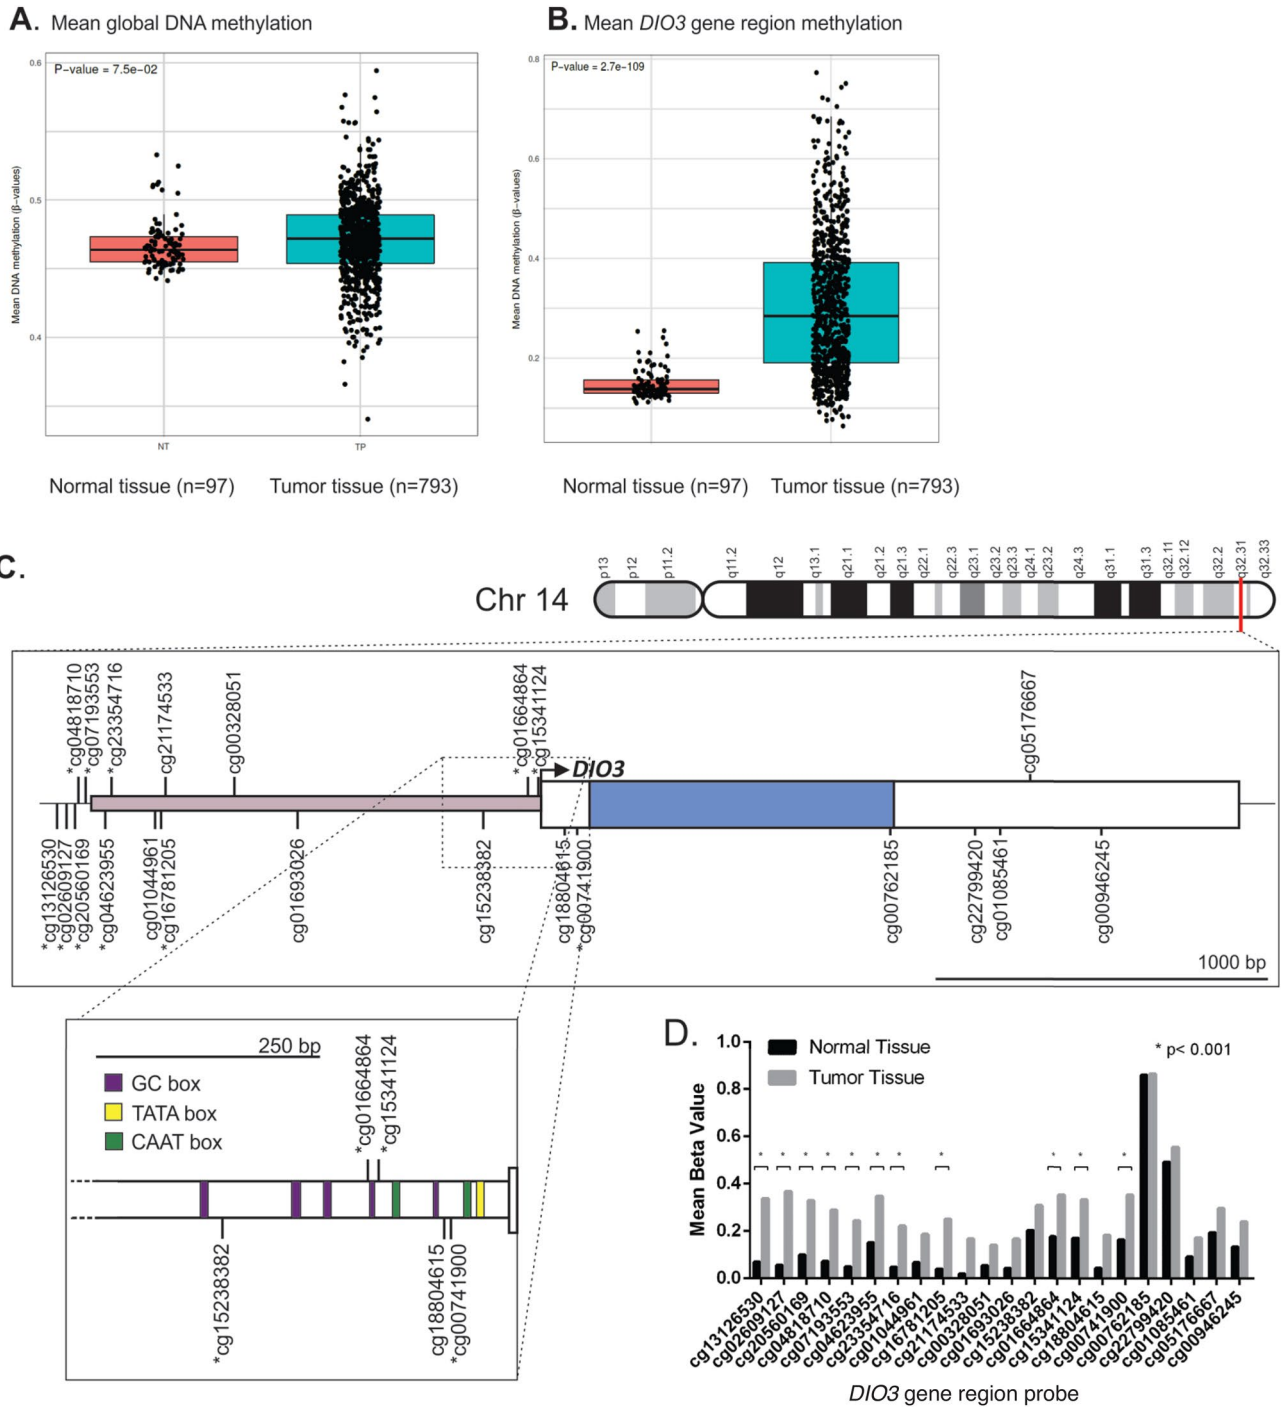 A. Mean global DNA methylation
P-value = 7.5e-02
0.6
0.5
0.4
Mean DNA methylation (β-values)
NT
TP
Normal tissue (n=97)
Tumor tissue (n=793)
B. Mean DIO3 gene region methylation
P-value = 2.7e-109
0.8
0.6
0.4
0.2
Mean DNA methylation (β-values)
Normal tissue (n=97)
Tumor tissue (n=793)
C.
Chr 14
p13
p12
p11.2
q11.2
q12
q13.1
q21.1
q21.2
q21.3
q22.1
q22.3
q23.1
q23.2
q23.3
q24.1
q23.2
q24.3
q31.1
q31.3
q32.11
q32.12
q32.2
q32.31
q32.33
*cg04818710
*cg07193553
*cg23354716
cg21174533
cg00328051
*cg01664864
*cg15341124
DIO3
cg05176667
*cg13126530
*cg02609127
*cg20560169
*cg04623955
cg01044961
*cg16781205
cg01693026
cg15238382
cg18804615
*cg00741900
cg00762185
cg22799420
cg01085461
cg00946245
1000 bp
250 bp
GC box
TATA box
CAAT box
*cg01664864
*cg15341124
*cg15238382
cg18804615
*cg00741900
D.
Normal Tissue
Tumor Tissue
* p< 0.001
Mean Beta Value
1.0
0.8
0.6
0.4
0.2
0.0
* * * * * * * * * * *
cg13126530
cg02609127
cg20560169
cg04818710
cg07193553
cg04623955
cg23354716
cg01044961
cg16781205
cg21174533
cg00328051
cg01693026
cg15238382
cg01664864
cg15341124
cg18804615
cg00741900
cg00762185
cg22799420
cg01085461
cg05176667
cg00946245
DIO3 gene region probe